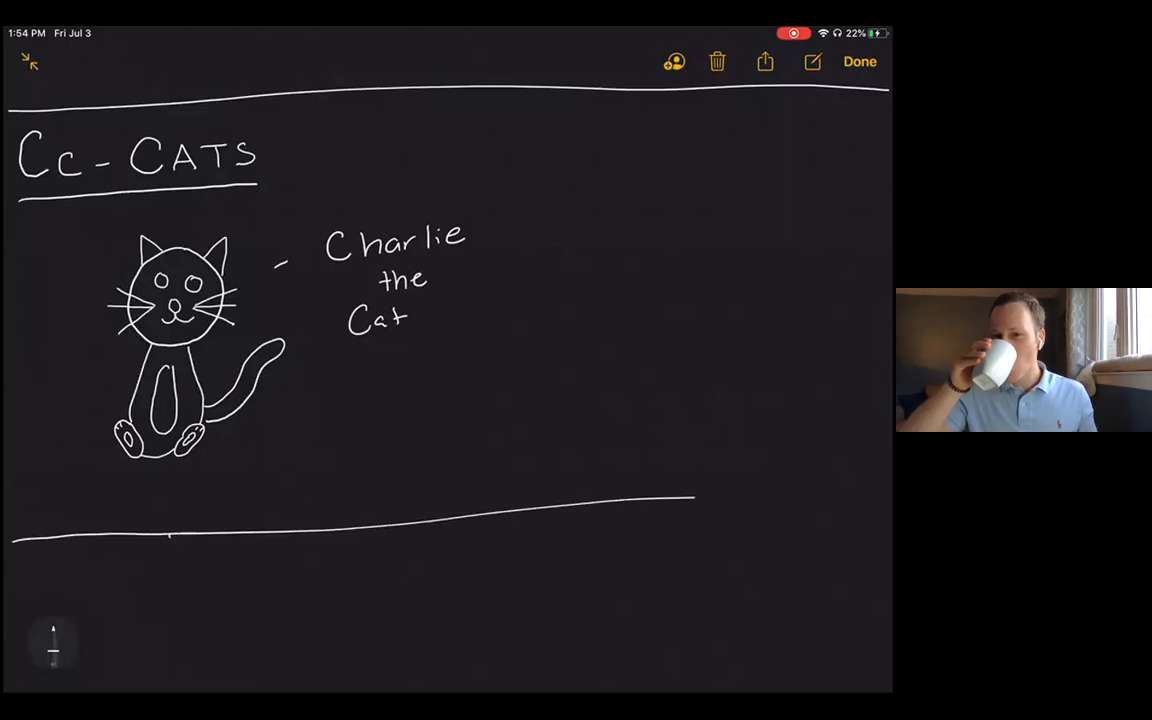 1:54 PM Fri Jul 3
22%
Done
Cc - CATS
- Charlie
the
Cat